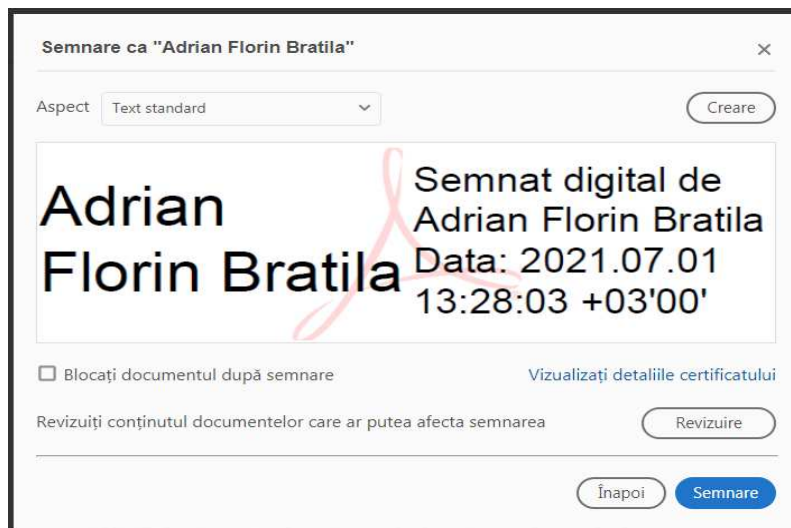 Semnare ca "Adrian Florin Bratila"
Aspect Text standard Creare
Adrian
Florin Bratila
Semnat digital de
Adrian Florin Bratila
Data: 2021.07.01
13:28:03 +03'00'
Blocați documentul după semnare Vizualizați detaliile certificatului
Revizuiți conținutul documentelor care ar putea afecta semnarea Revizuire
Înapoi Semnare